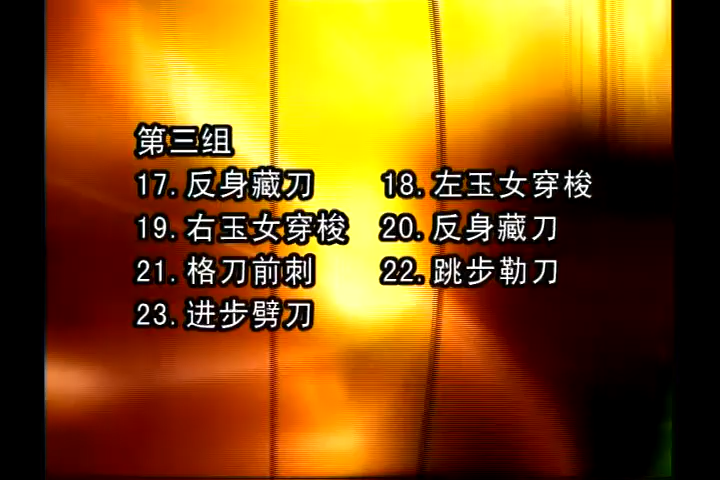 第三组
17.反身藏刀 18.左玉女穿梭
19.右玉女穿梭 20.反身藏刀
21.格刀前刺 22.跳步勒刀
23.进步劈刀